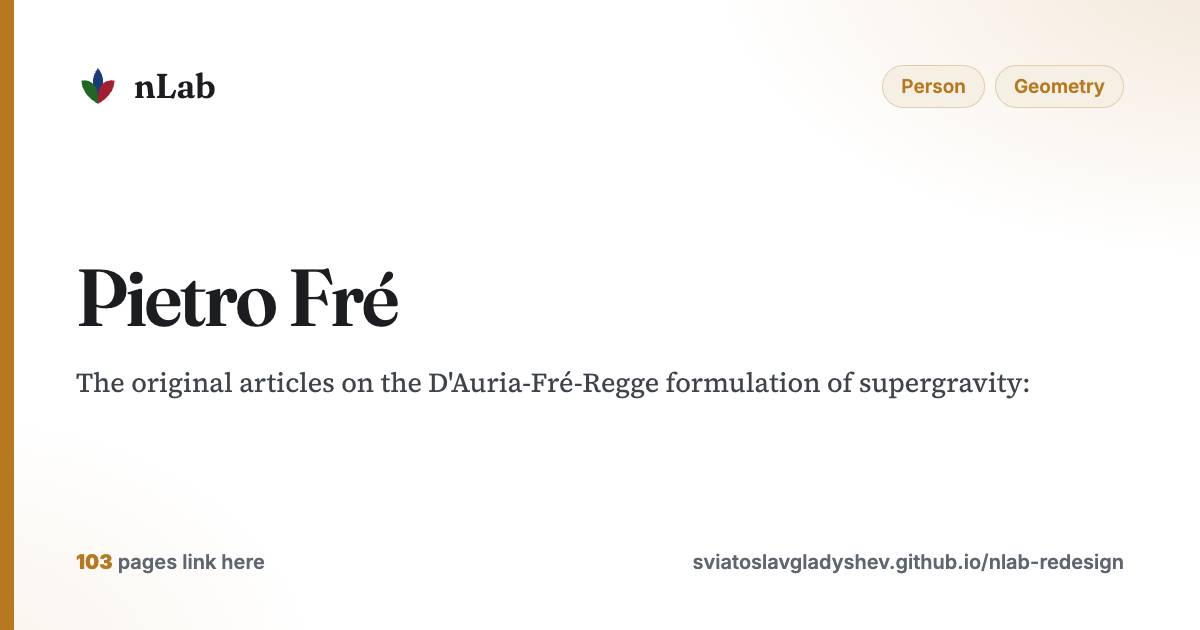 nLab
Person
Geometry
Pietro Fré
The original articles on the D'Auria-Fré-Regge formulation of supergravity:
103 pages link here
sviatoslavgladyshev.github.io/nlab-redesign